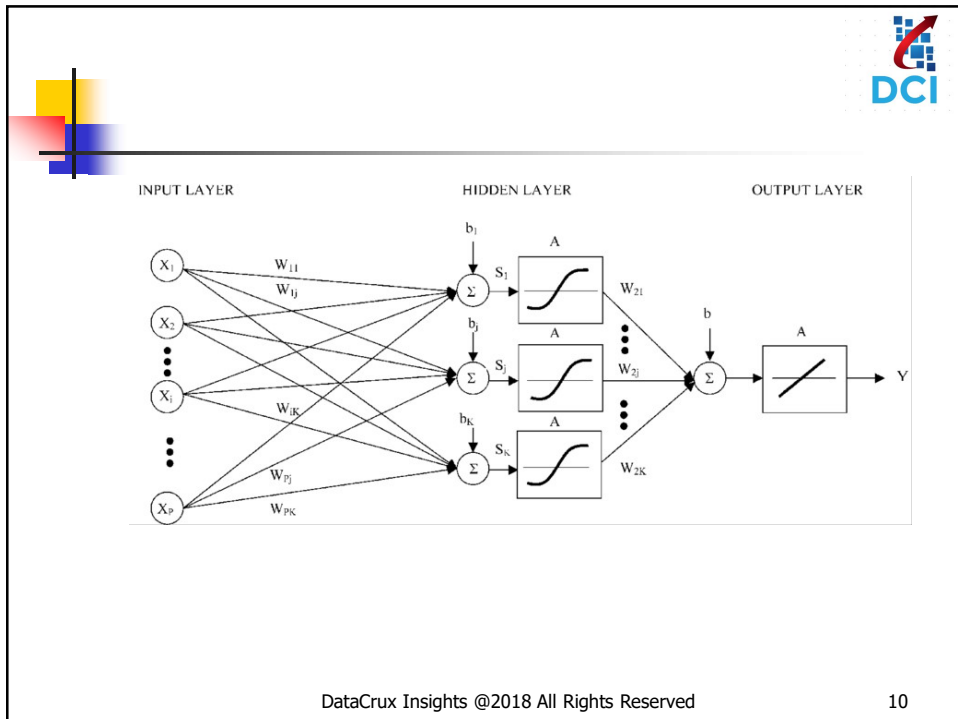 DCI
INPUT LAYER HIDDEN LAYER OUTPUT LAYER
b₁ A
X₁ W₁₁ Σ S₁
W₁ⱼ W₂₁
X₂ bⱼ A b
Xᵢ Σ Sⱼ W₂ⱼ Σ A Y
WᵢK bK A
WPⱼ Σ SK W₂K
XP WPK
DataCrux Insights @2018 All Rights Reserved 10